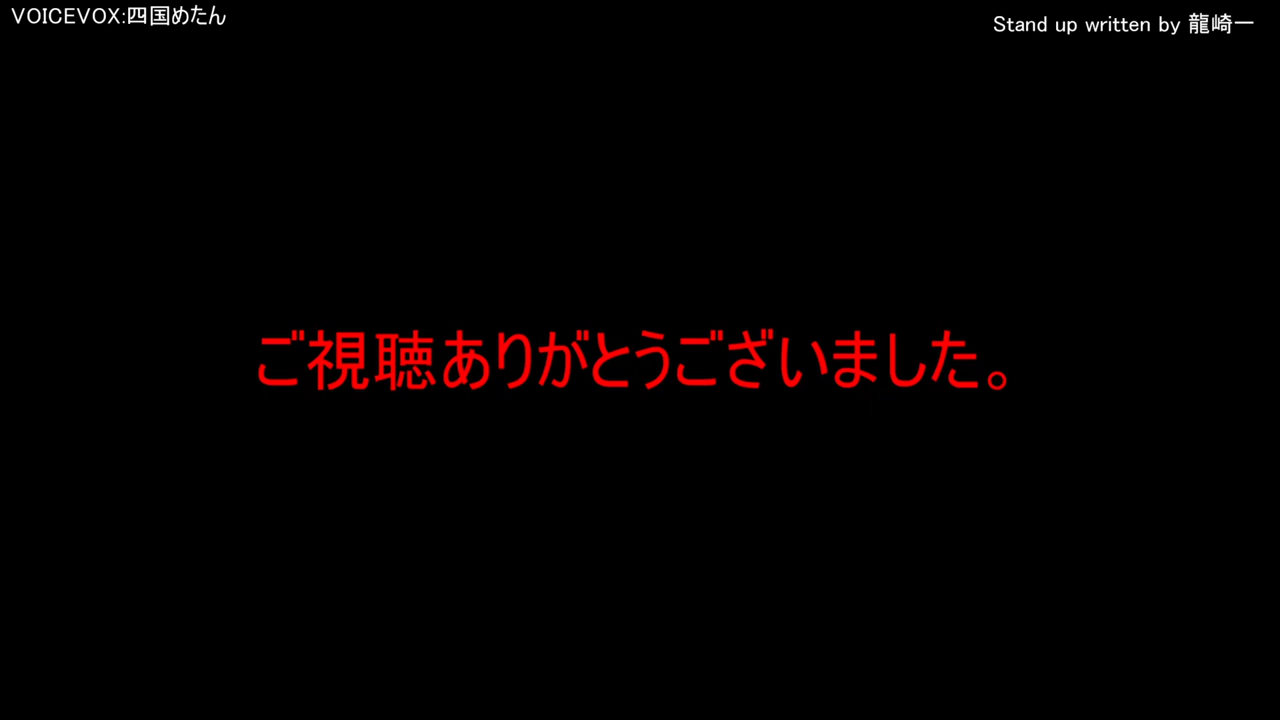 VOICEVOX:四国めたん
Stand up written by 龍崎一
ご視聴ありがとうございました。